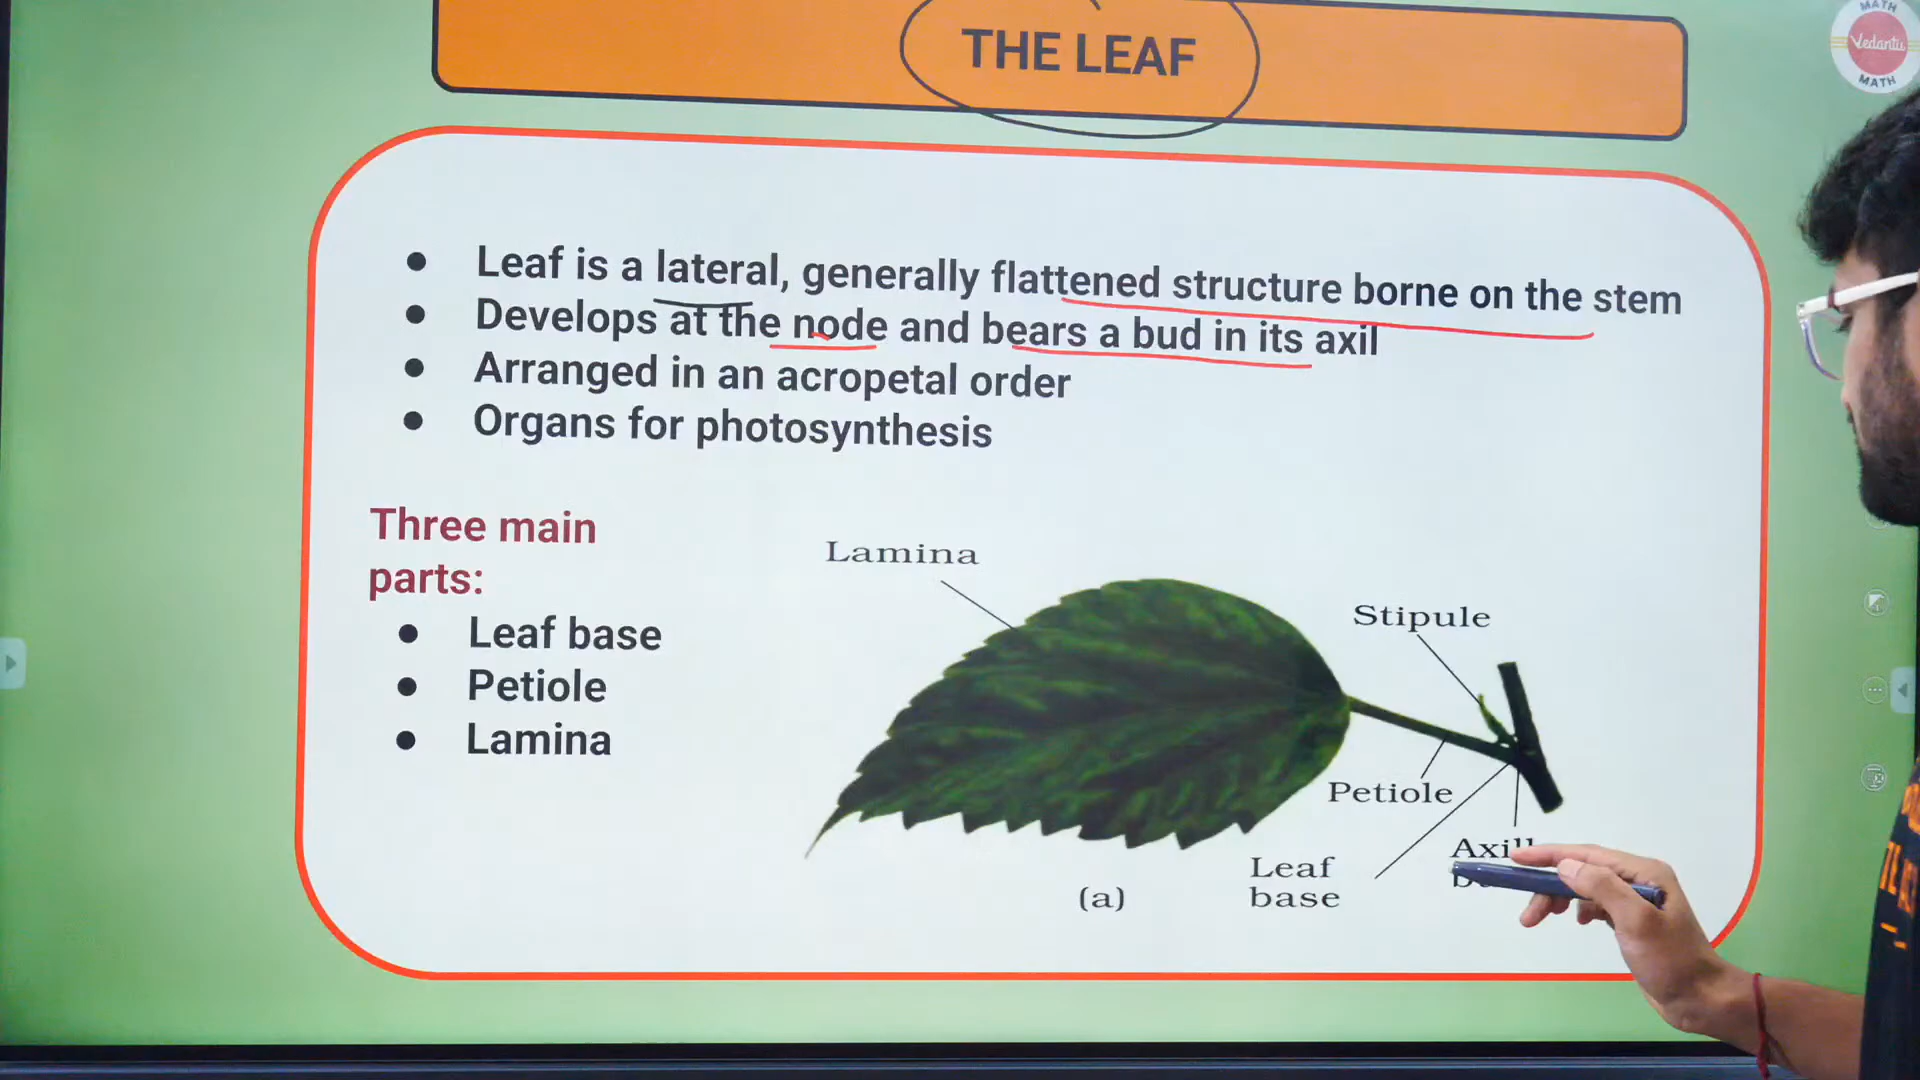 THE LEAF
MATH
Vedantu
MATH
Leaf is a lateral, generally flattened structure borne on the stem
Develops at the node and bears a bud in its axil
Arranged in an acropetal order
Organs for photosynthesis
Three main
parts:
Leaf base
Petiole
Lamina
Lamina
Stipule
Petiole
Leaf
base
(a)